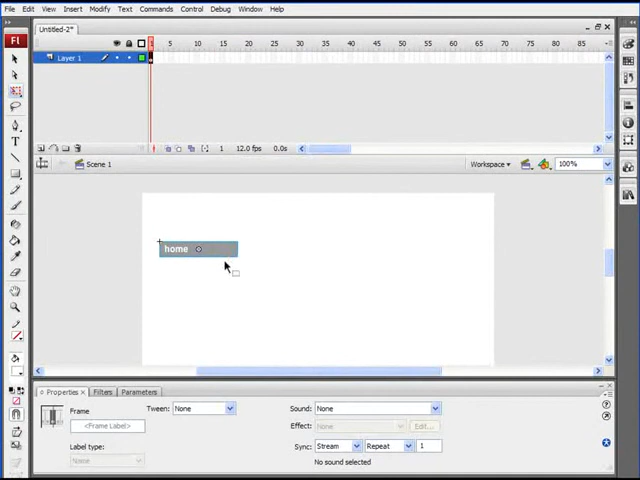 File Edit View Insert Modify Text Commands Control Debug Window Help
Untitled-2*
Fl
1 5 10 15 20 25 30 35 40 45 50 55 60 65 70 75 80
Layer 1
1 12.0 fps 0.0s
Scene 1 Workspace 100%
home
Properties Filters Parameters
Frame Tween: None Sound: None
<Frame Label> Effect: None Edit...
Label type: Sync: Stream Repeat 1
Name No sound selected